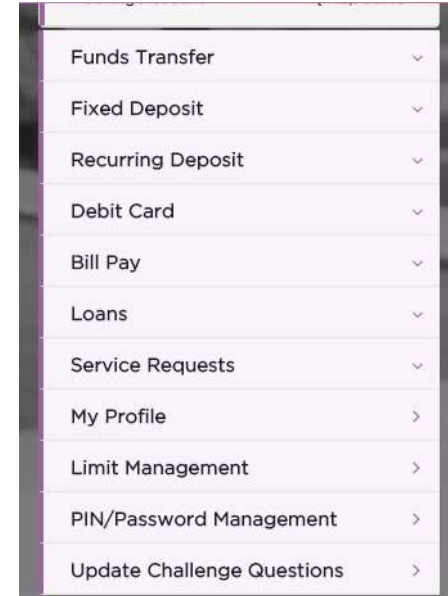 Funds Transfer
Fixed Deposit
Recurring Deposit
Debit Card
Bill Pay
Loans
Service Requests
My Profile
Limit Management
PIN/Password Management
Update Challenge Questions